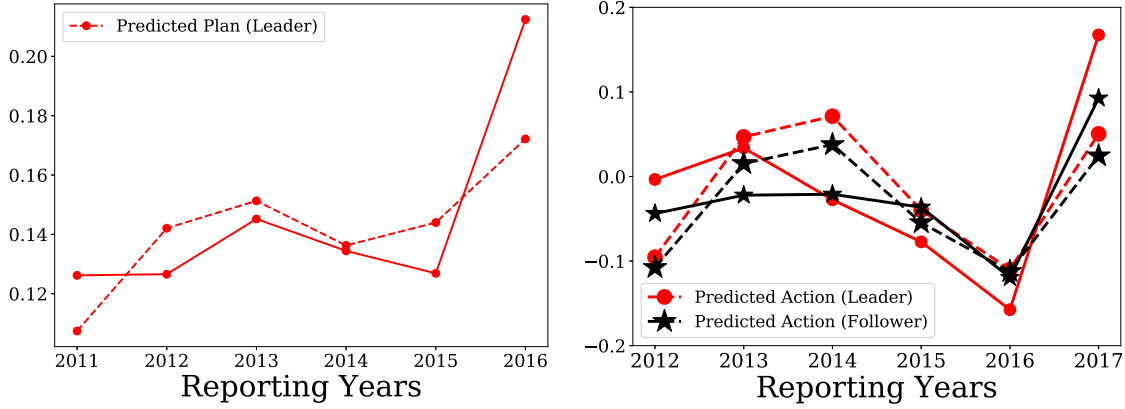 Predicted Plan (Leader)
0.20
0.18
0.16
0.14
0.12
2011 2012 2013 2014 2015 2016
Reporting Years
0.2
0.1
0.0
−0.1
−0.2
Predicted Action (Leader)
Predicted Action (Follower)
2012 2013 2014 2015 2016 2017
Reporting Years